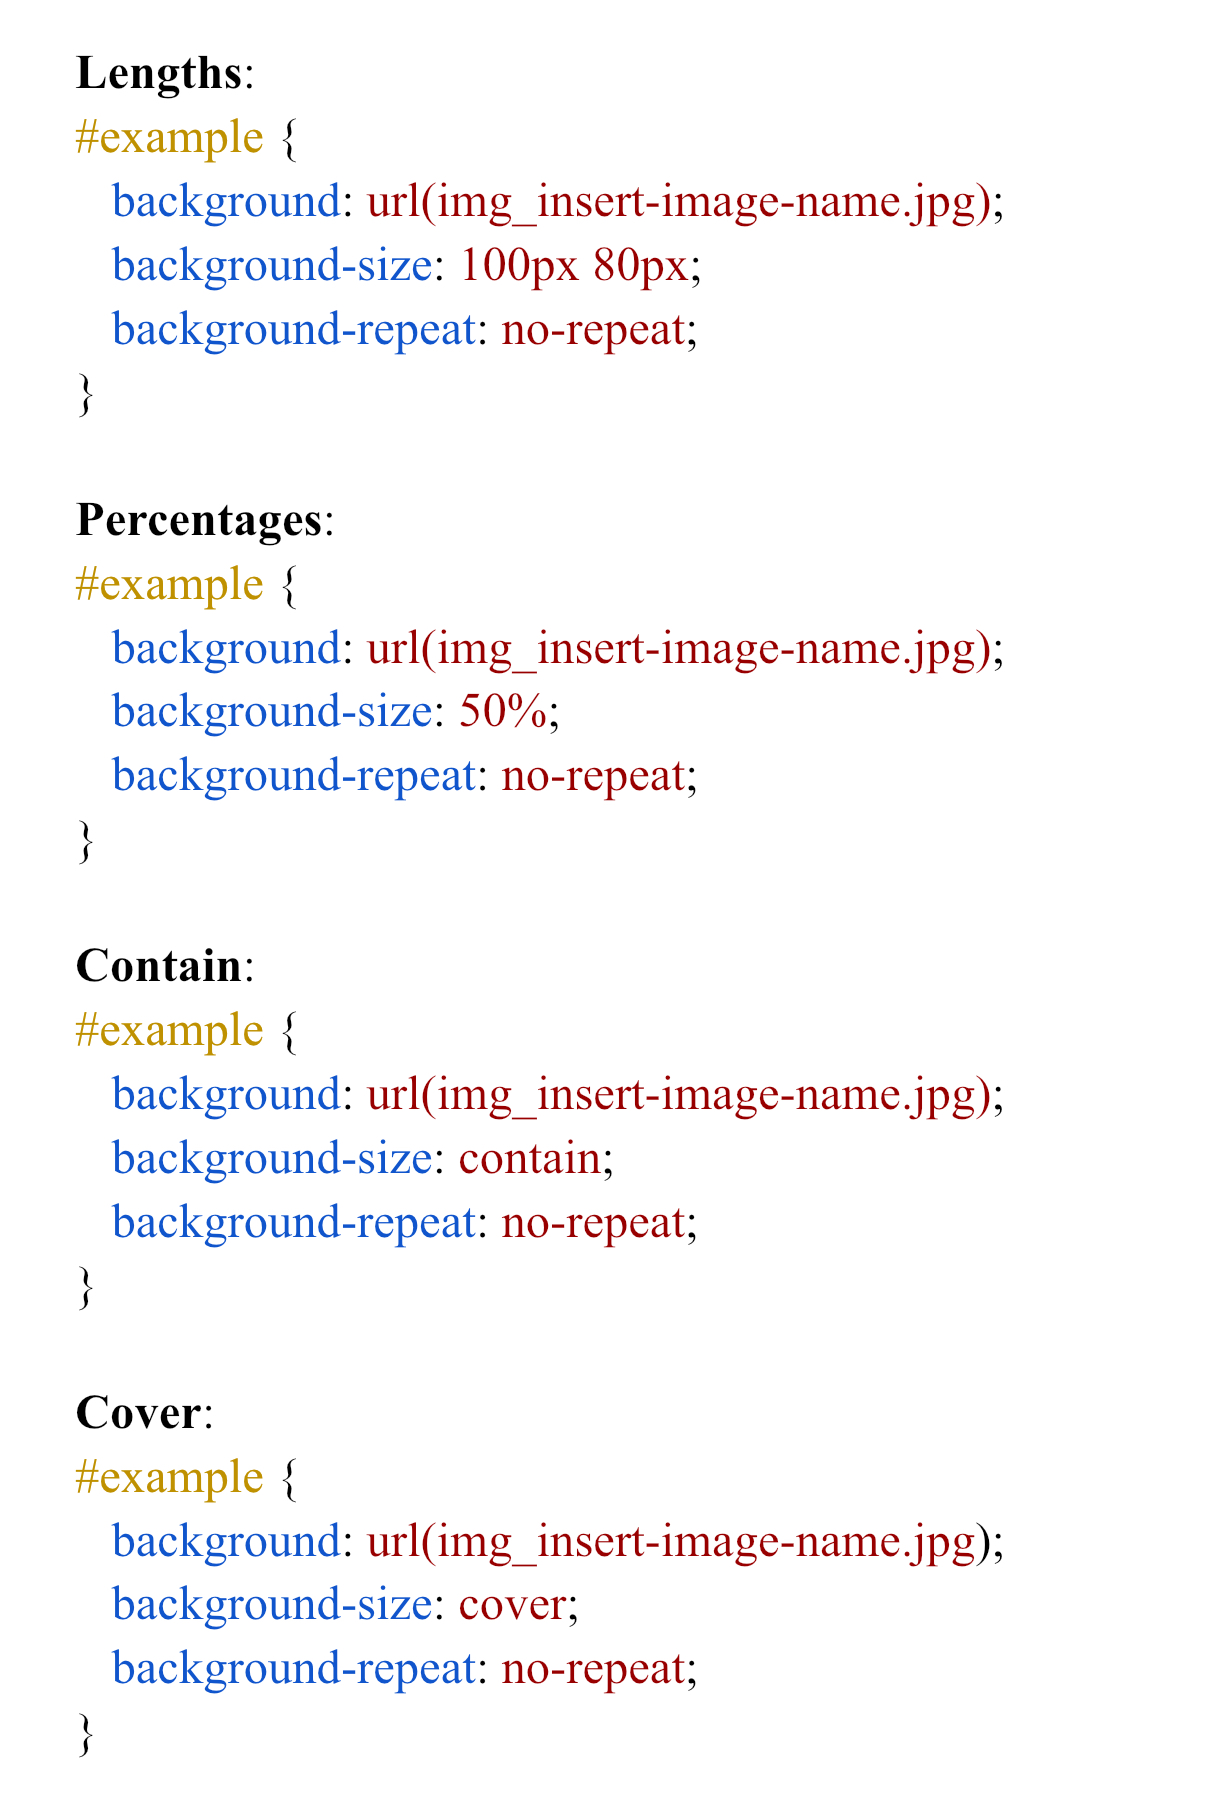 Lengths:
#example {
background: url(img_insert-image-name.jpg);
background-size: 100px 80px;
background-repeat: no-repeat;
}
Percentages:
#example {
background: url(img_insert-image-name.jpg);
background-size: 50%;
background-repeat: no-repeat;
}
Contain:
#example {
background: url(img_insert-image-name.jpg);
background-size: contain;
background-repeat: no-repeat;
}
Cover:
#example {
background: url(img_insert-image-name.jpg);
background-size: cover;
background-repeat: no-repeat;
}